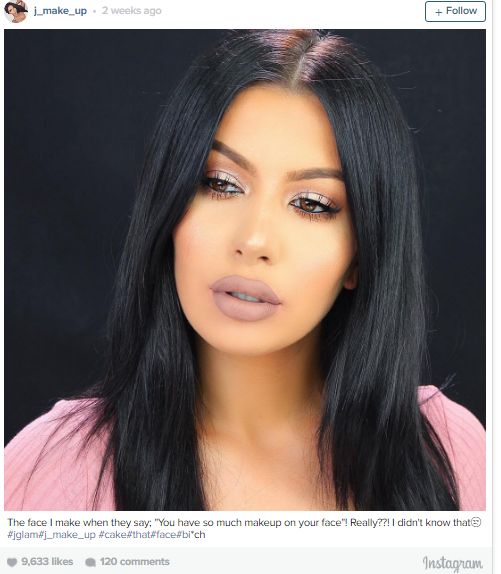 j_make_up • 2 weeks ago
+ Follow
The face I make when they say; "You have so much makeup on your face"! Really??! I didn't know that😒
#jglam#j_make_up #cake#that#face#bi*ch
9,633 likes 120 comments
Instagram